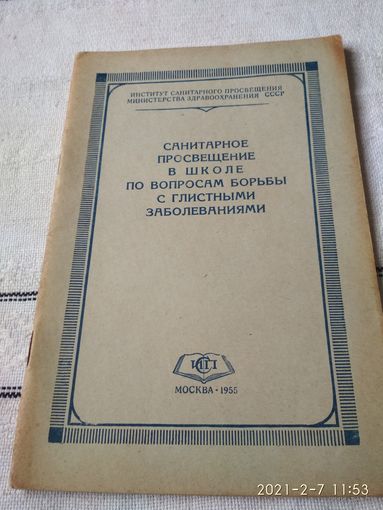 ИНСТИТУТ САНИТАРНОГО ПРОСВЕЩЕНИЯ
МИНИСТЕРСТВА ЗДРАВООХРАНЕНИЯ СССР
САНИТАРНОЕ
ПРОСВЕЩЕНИЕ
В ШКОЛЕ
ПО ВОПРОСАМ БОРЬБЫ
С ГЛИСТНЫМИ
ЗАБОЛЕВАНИЯМИ
ИСП
МОСКВА - 1955
2021-2-7 11:53